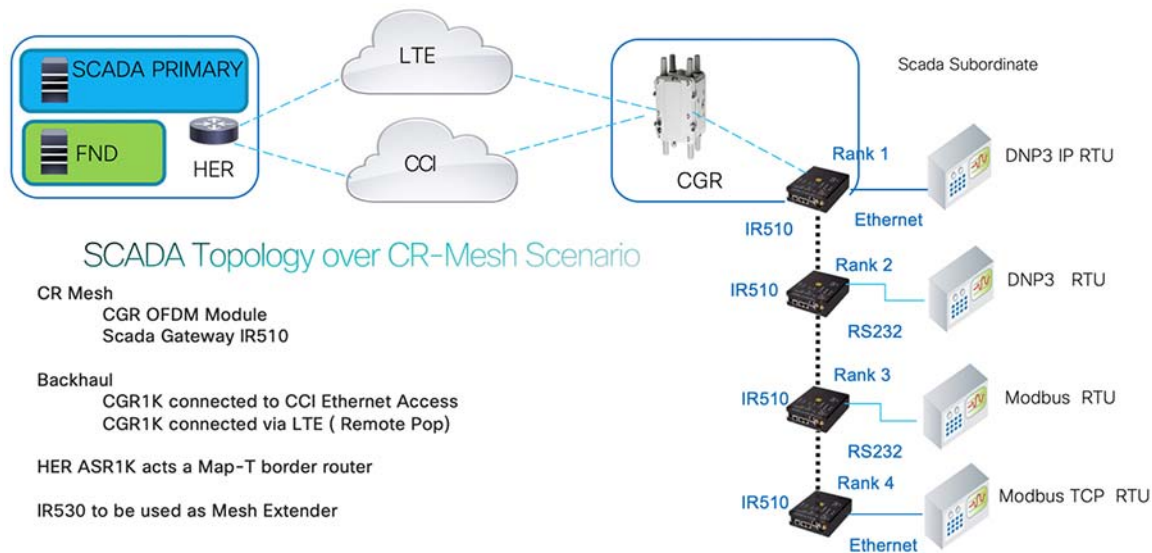 SCADA PRIMARY
FND
HER
LTE
CCI
CGR
Scada Subordinate
Rank 1
DNP3 IP RTU
Ethernet
IR510
Rank 2
DNP3 RTU
IR510
RS232
Rank 3
Modbus RTU
IR510
RS232
Rank 4
Modbus TCP RTU
IR510
Ethernet
SCADA Topology over CR-Mesh Scenario
CR Mesh
CGR OFDM Module
Scada Gateway IR510
Backhaul
CGR1K connected to CCI Ethernet Access
CGR1K connected via LTE ( Remote Pop)
HER ASR1K acts a Map-T border router
IR530 to be used as Mesh Extender